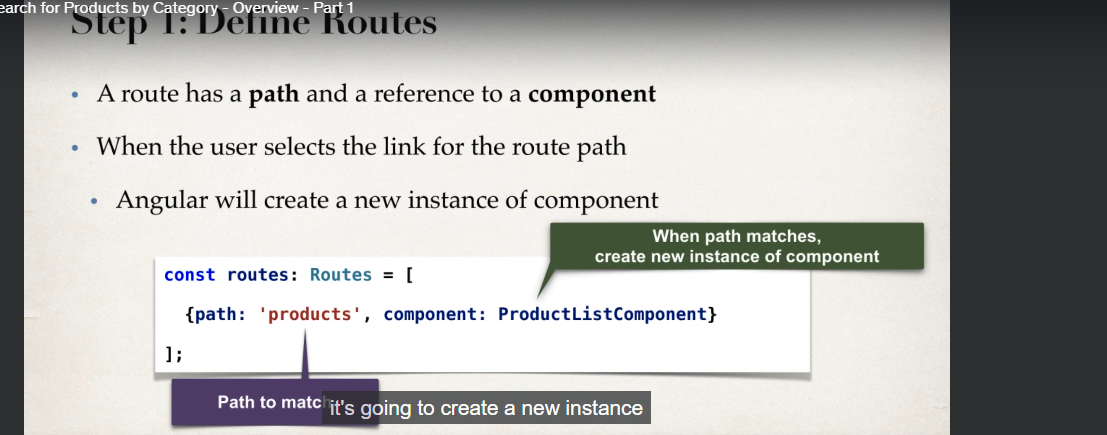 earch for Products by Category - Overview - Part 1
Step 1: Define Routes
• A route has a path and a reference to a component
• When the user selects the link for the route path
• Angular will create a new instance of component
When path matches,
create new instance of component
const routes: Routes = [
{path: 'products', component: ProductListComponent}
];
Path to match
it's going to create a new instance